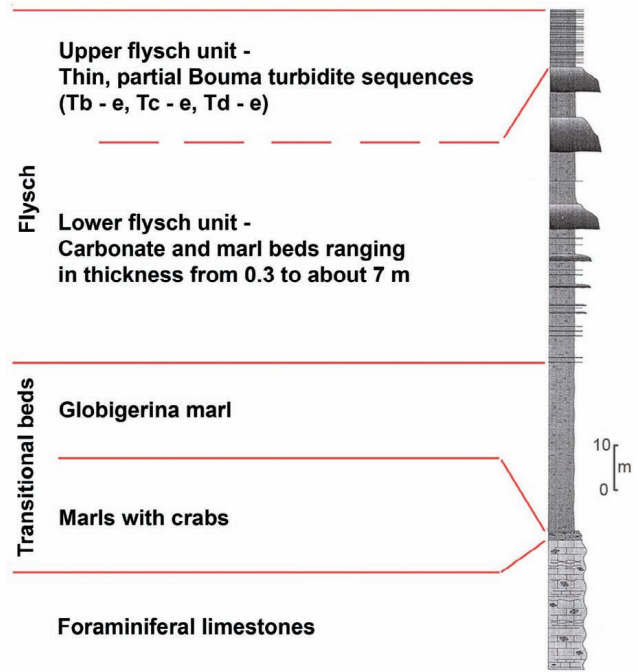 Upper flysch unit -
Thin, partial Bouma turbidite sequences
(Tb - e, Tc - e, Td - e)
Flysch
Lower flysch unit -
Carbonate and marl beds ranging
in thickness from 0.3 to about 7 m
Transitional beds
Globigerina marl
10
m
0
Marls with crabs
Foraminiferal limestones